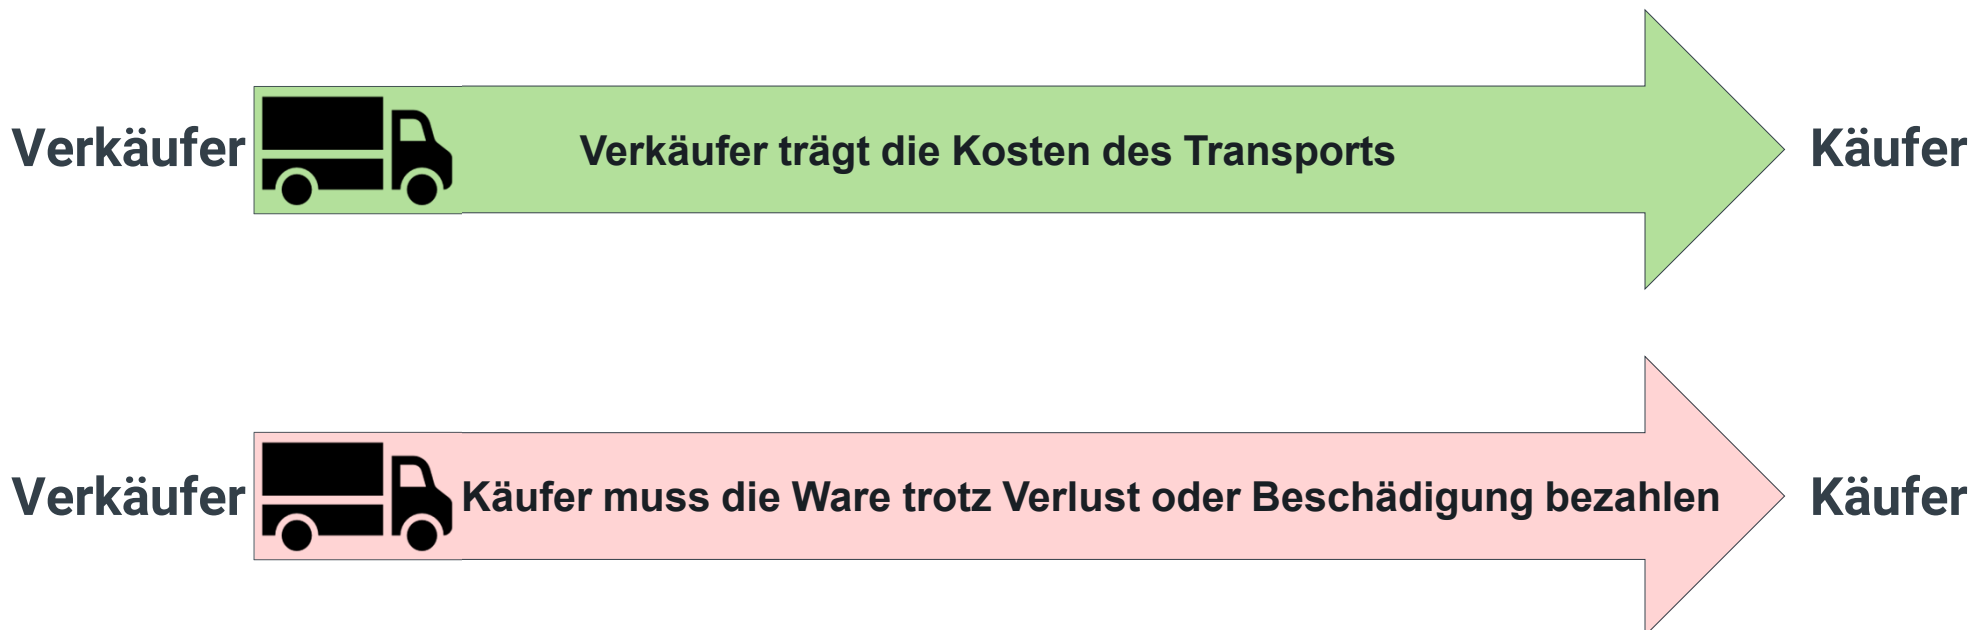 Verkäufer Verkäufer trägt die Kosten des Transports Käufer
Verkäufer Käufer muss die Ware trotz Verlust oder Beschädigung bezahlen Käufer